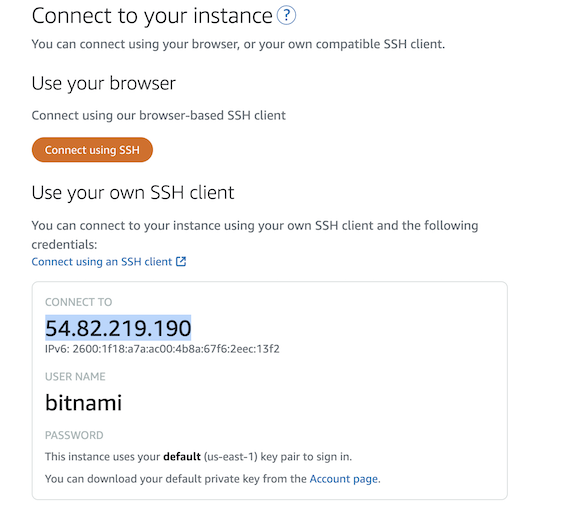 Connect to your instance ?
You can connect using your browser, or your own compatible SSH client.
Use your browser
Connect using our browser-based SSH client
Connect using SSH
Use your own SSH client
You can connect to your instance using your own SSH client and the following
credentials:
Connect using an SSH client
CONNECT TO
54.82.219.190
IPv6: 2600:1f18:a7a:ac00:4b8a:67f6:2eec:13f2
USER NAME
bitnami
PASSWORD
This instance uses your default (us-east-1) key pair to sign in.
You can download your default private key from the Account page.